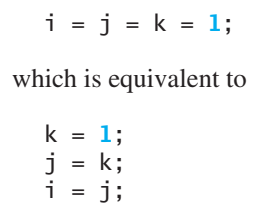 i = j = k = 1;
which is equivalent to
k = 1;
j = k;
i = j;